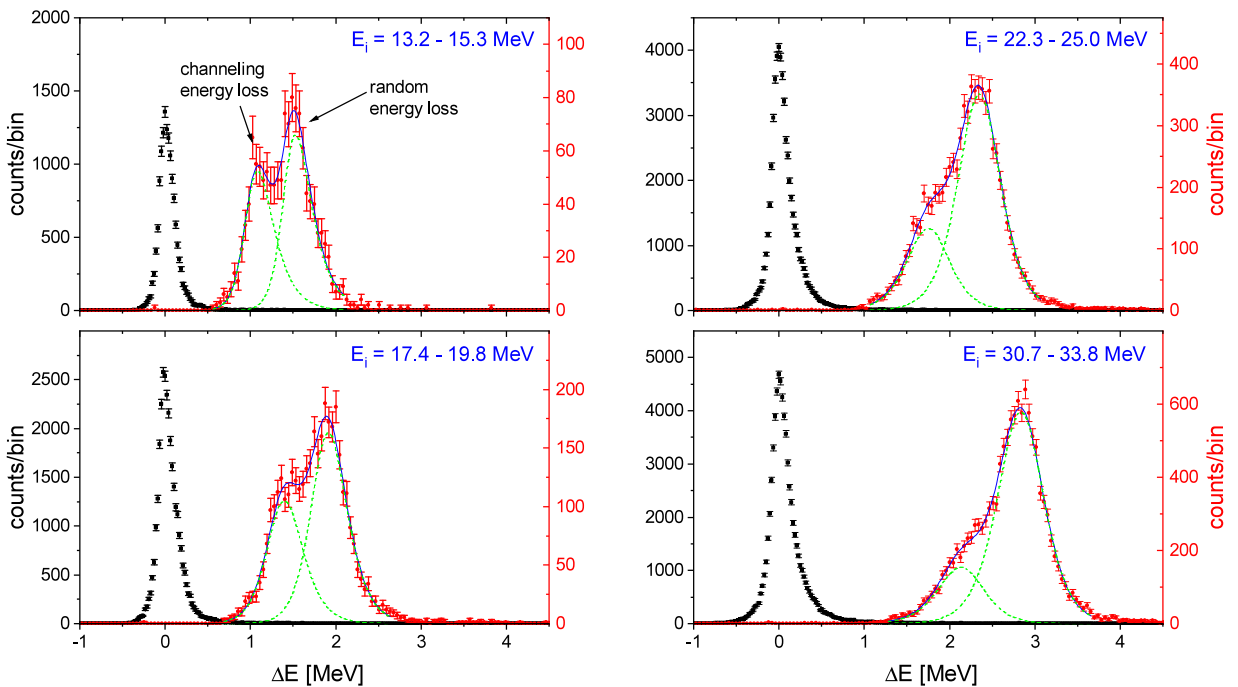 2000
1500
1000
500
0
counts/bin
E_i = 13.2 - 15.3 MeV
channeling
energy loss
random
energy loss
100
80
60
40
20
0
4000
3000
2000
1000
0
E_i = 22.3 - 25.0 MeV
400
300
200
100
0
counts/bin
2500
2000
1500
1000
500
0
counts/bin
E_i = 17.4 - 19.8 MeV
200
150
100
50
0
-1 0 1 2 3 4
ΔE [MeV]
5000
4000
3000
2000
1000
0
E_i = 30.7 - 33.8 MeV
600
400
200
0
counts/bin
-1 0 1 2 3 4
ΔE [MeV]